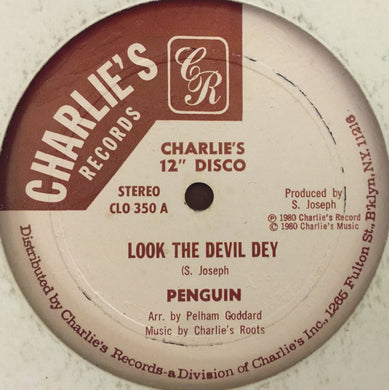 CHARLIE'S
RECORDS
CR
CHARLIE'S
12" DISCO
STEREO
CLO 350 A
Produced by
S. Joseph
Ⓟ 1980 Charlie's Record
© 1980 Charlie's Music
LOOK THE DEVIL DEY
(S. Joseph
PENGUIN
Arr. by Pelham Goddard
Music by Charlie's Roots
Distributed by Charlie's Records-a Division of Charlie's Inc., 1265 Fulton St., Bklyn, NY. 11216